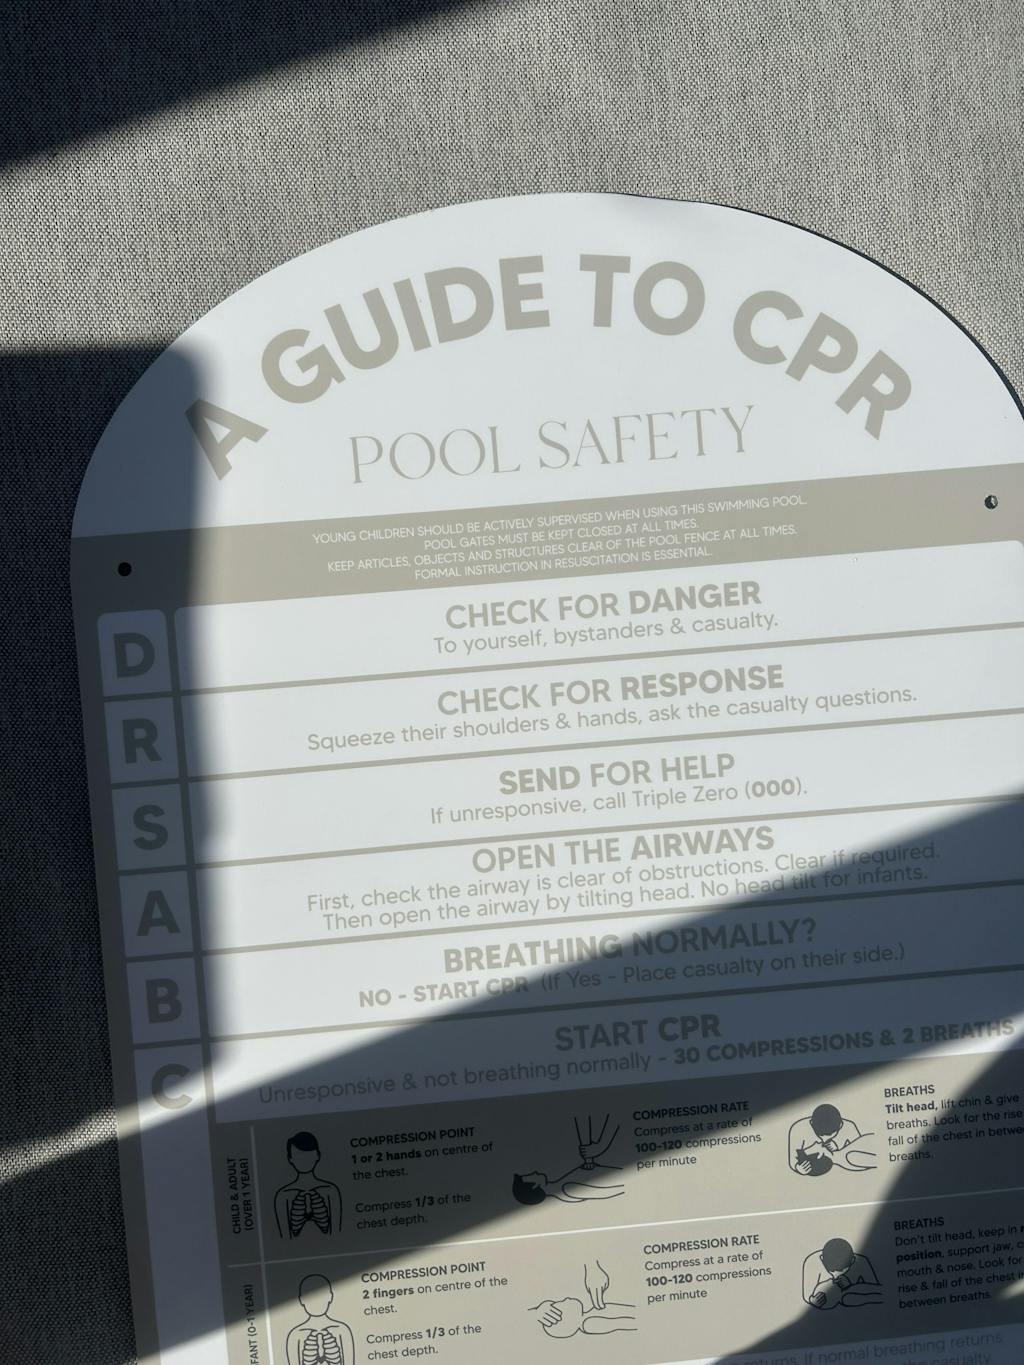 A GUIDE TO CPR
POOL SAFETY
YOUNG CHILDREN SHOULD BE ACTIVELY SUPERVISED WHEN USING THIS SWIMMING POOL.
POOL GATES MUST BE KEPT CLOSED AT ALL TIMES.
KEEP ARTICLES, OBJECTS AND STRUCTURES CLEAR OF THE POOL FENCE AT ALL TIMES.
FORMAL INSTRUCTION IN RESUSCITATION IS ESSENTIAL.
D
CHECK FOR DANGER
To yourself, bystanders & casualty.
R
CHECK FOR RESPONSE
Squeeze their shoulders & hands, ask the casualty questions.
S
SEND FOR HELP
If unresponsive, call Triple Zero (000).
A
OPEN THE AIRWAYS
First, check the airway is clear of obstructions. Clear if required.
Then open the airway by tilting head. No head tilt for infants.
B
BREATHING NORMALLY?
NO - START CPR (If Yes - Place casualty on their side.)
C
START CPR
Unresponsive & not breathing normally - 30 COMPRESSIONS & 2 BREATHS
CHILD & ADULT
(OVER 1 YEAR)
COMPRESSION POINT
1 or 2 hands on centre of
the chest.
Compress 1/3 of the
chest depth.
COMPRESSION RATE
Compress at a rate of
100-120 compressions
per minute
BREATHS
Tilt head, lift chin & give
breaths. Look for the rise
fall of the chest in
breaths.
(0-1 YEAR)
COMPRESSION POINT
2 fingers on centre of the
chest.
Compress 1/3 of the
chest depth.
COMPRESSION RATE
Compress at a rate of
100-120 compressions
per minute
BREATHS
Don't tilt head, keep in
position, support jaw,
mouth & nose. Look for
rise & fall of the chest
between breaths.
If normal breathing returns